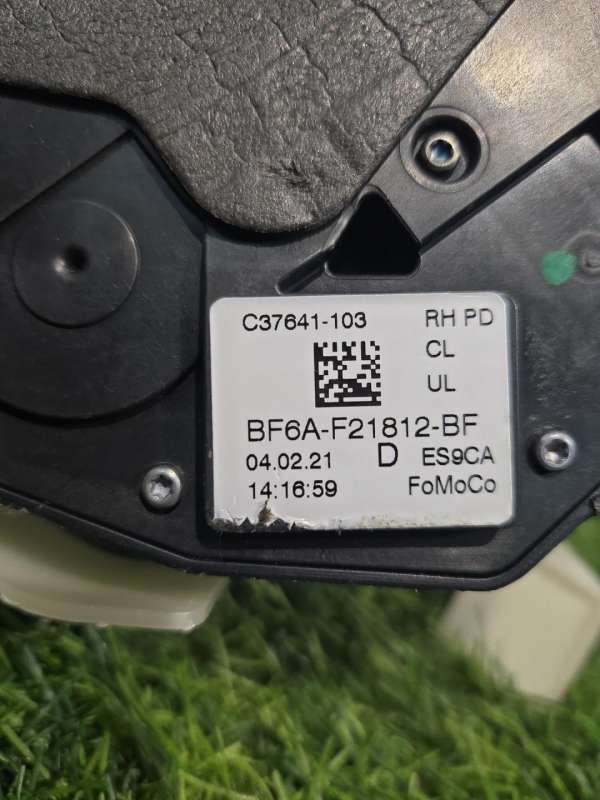 C37641-103 RH PD
CL
UL
BF6A-F21812-BF
04.02.21 D ES9CA
14:16:59 FoMoCo